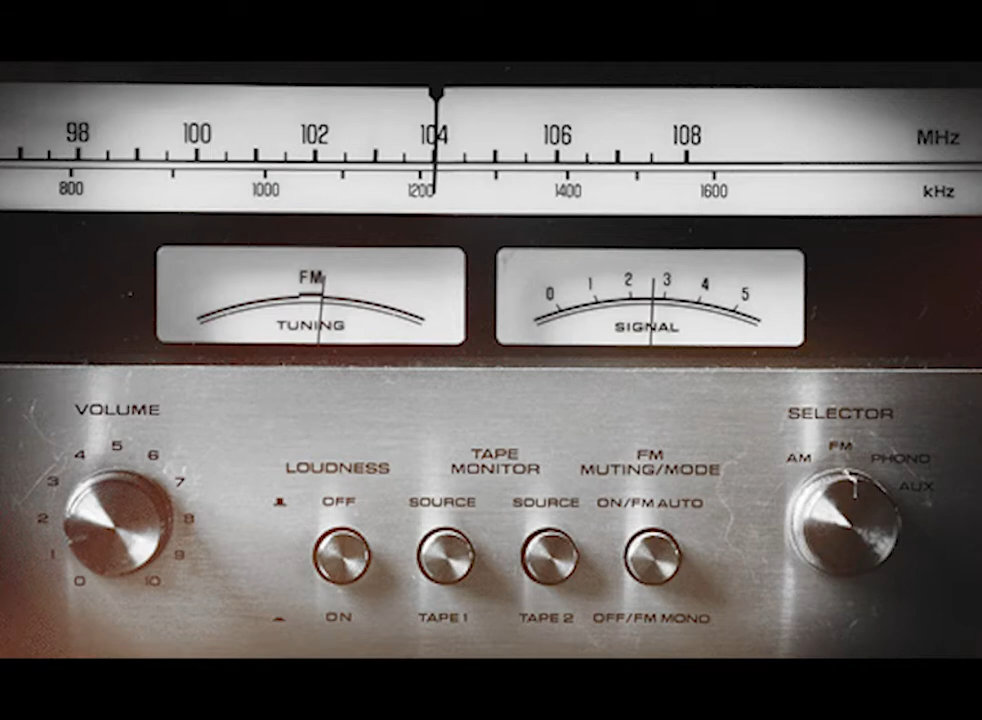 98 100 102 104 106 108 MHz
800 1000 1200 1400 1600 kHz
FM
TUNING
0 1 2 3 4 5
SIGNAL
VOLUME
0 1 2 3 4 5 6 7 8 9 10
LOUDNESS
OFF
ON
TAPE
MONITOR
SOURCE SOURCE
TAPE 1 TAPE 2
FM
MUTING/MODE
ON/FM AUTO
OFF/FM MONO
SELECTOR
AM FM PHONO AUX